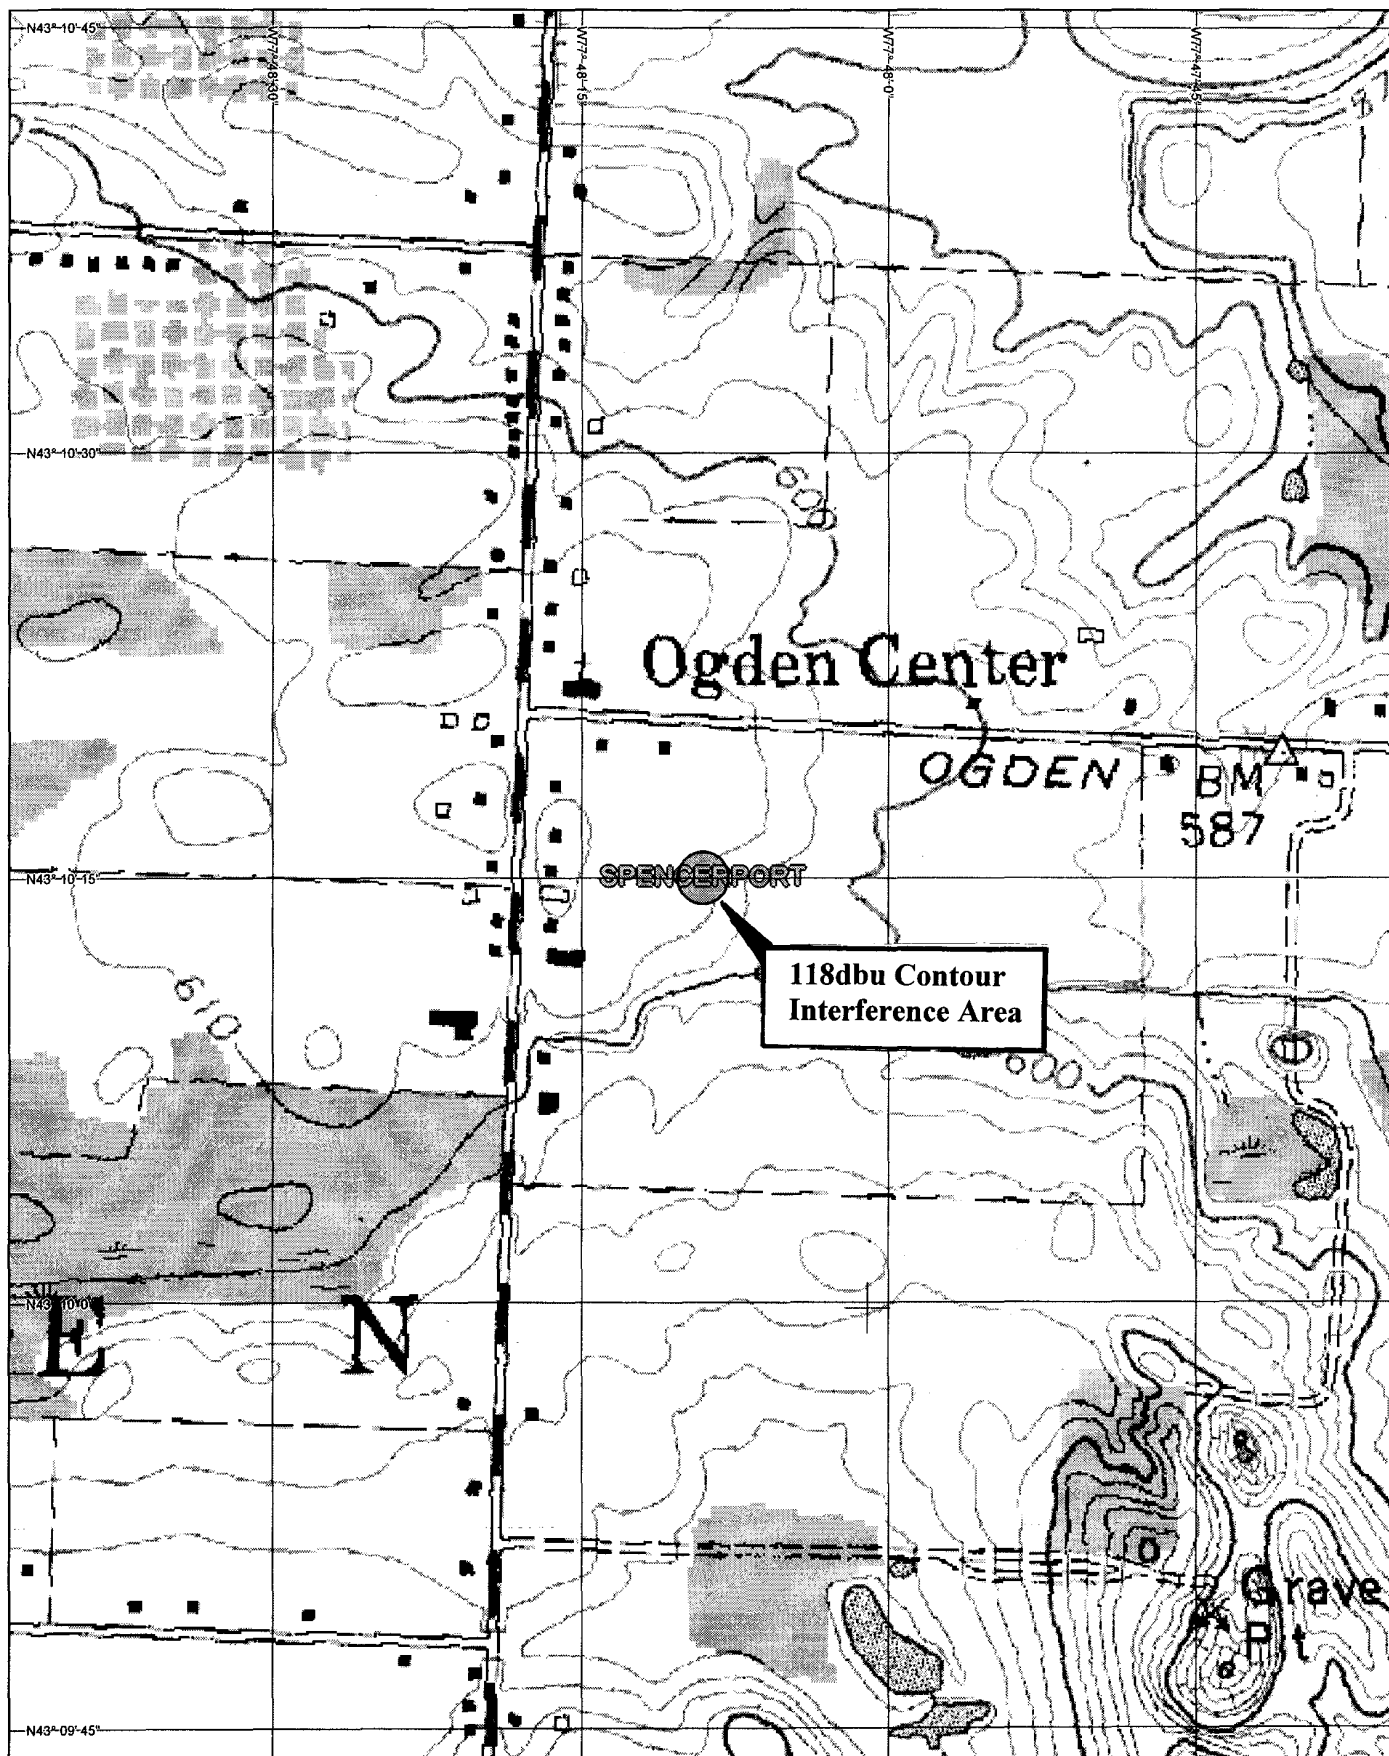 N43° 10'45"
W77° 48'30"
W77° 48'15"
W77° 48'0"
W77° 47'45"
N43° 10'30"
600
Ogden Center
OGDEN
BM
587
N43° 10'15"
SPENCERPORT
118dbu Contour
Interference Area
610
600
N43° 10'0"
E N
Grave
P t
N43° 09'45"